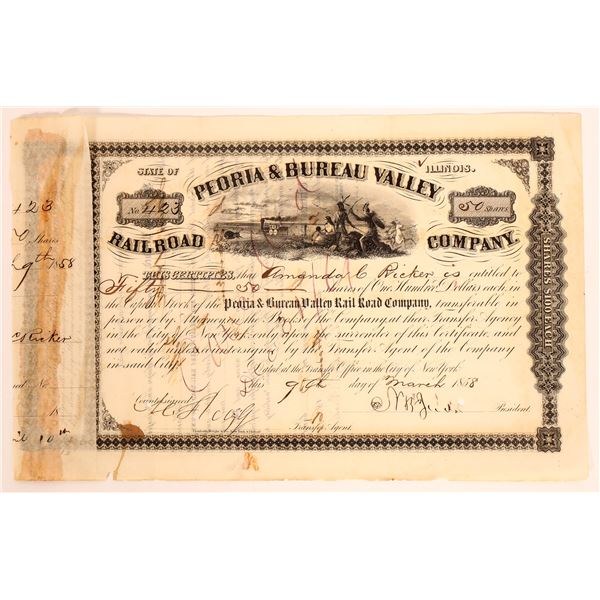 423
Shares
9th 1858
Ricker
18
10th
STATE OF ILLINOIS.
PEORIA & BUREAU VALLEY
No. 423
50 Shares
RAILROAD COMPANY.
THIS CERTIFIES, that Amanda C Ricker is entitled to
Fifty 50 Shares of One Hundred Dollars each, in
the Capital Stock of the Peoria & Bureau Valley Rail Road Company, transferable in
person or by Attorney on the Books of the Company, at their Transfer Agency
in the City of New York only upon the surrender of this Certificate and
not valid unless countersigned by the Transfer Agent of the Company
in said City.
Dated at the Transfer Office in the City of New York
this 9th day of March 1858
Countersigned
President.
Transfer Agent.
SHARES $100 EACH